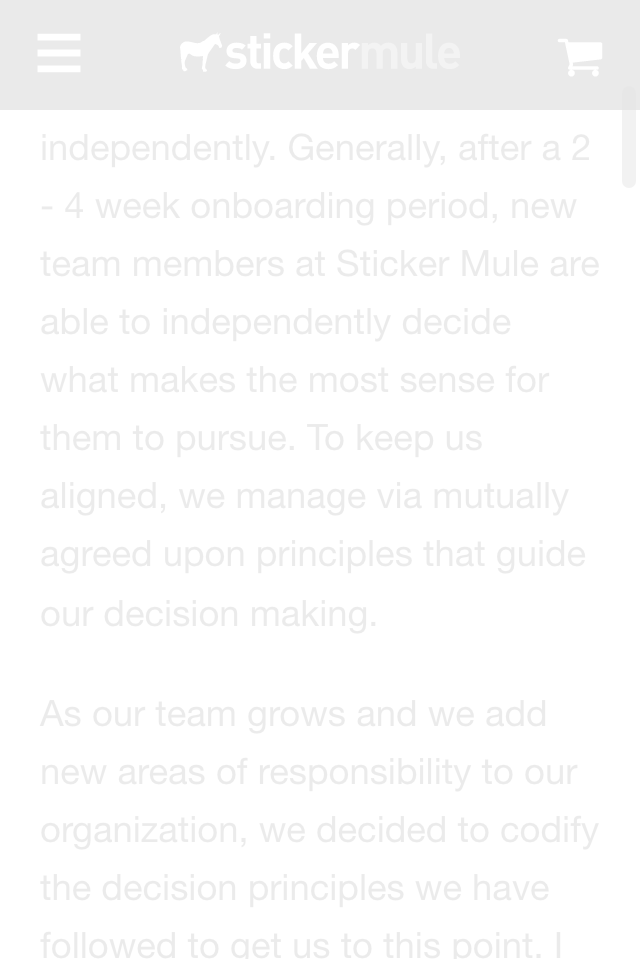 stickermule
independently. Generally, after a 2
- 4 week onboarding period, new
team members at Sticker Mule are
able to independently decide
what makes the most sense for
them to pursue. To keep us
aligned, we manage via mutually
agreed upon principles that guide
our decision making.
As our team grows and we add
new areas of responsibility to our
organization, we decided to codify
the decision principles we have
followed to get us to this point. I